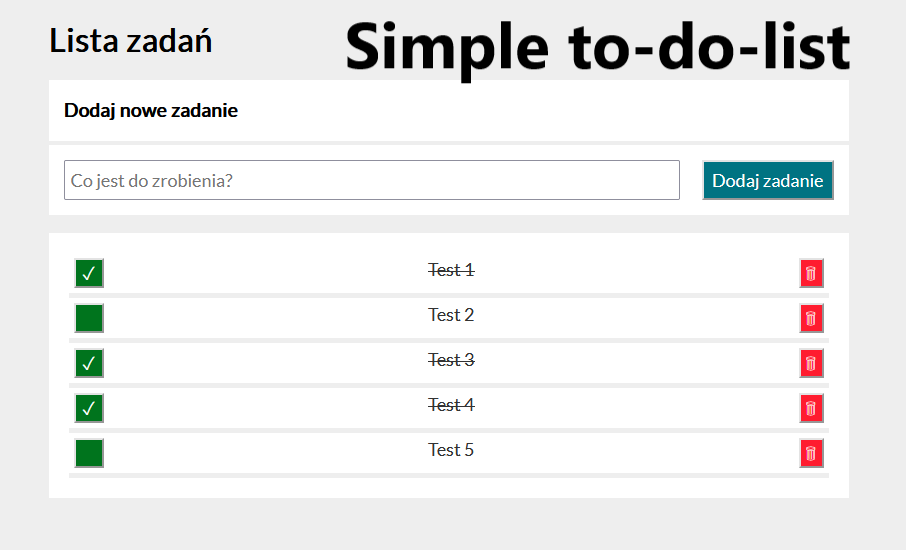 Lista zadań
Simple to-do-list
Dodaj nowe zadanie
Co jest do zrobienia?
Dodaj zadanie
Test 1
Test 2
Test 3
Test 4
Test 5